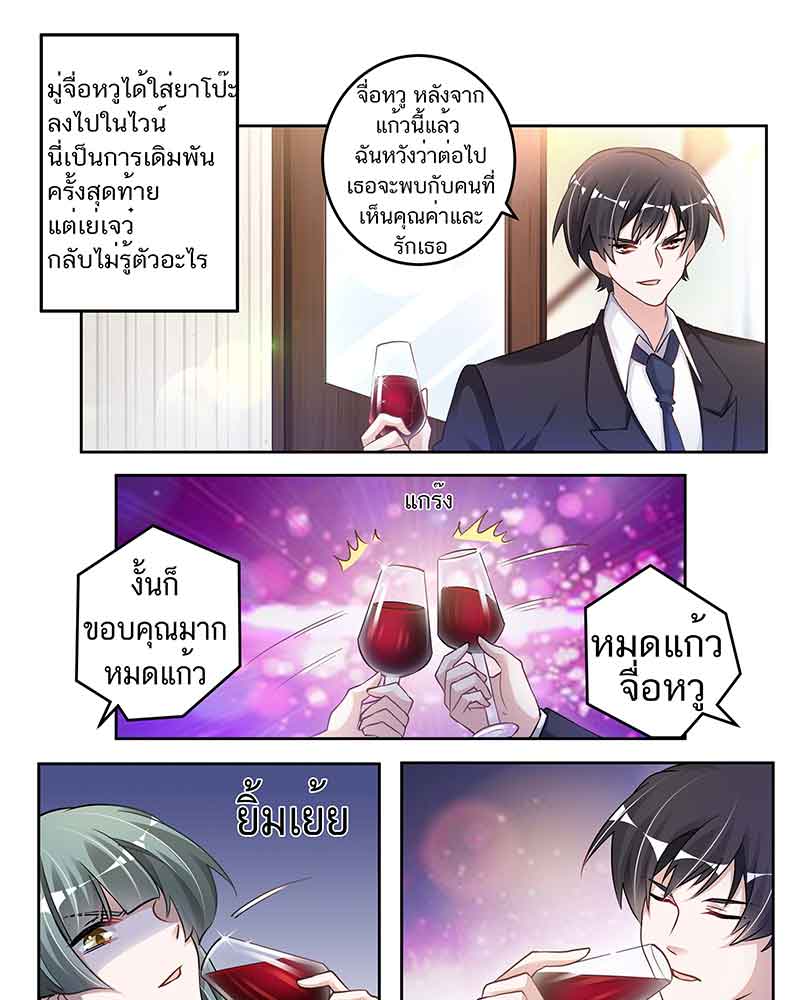 มู่จื่อหวูได้ใส่ยาโป๊ะ
ลงไปในไวน์
นี่เป็นการเดิมพัน
ครั้งสุดท้าย
แต่เย่เจว๋
กลับไม่รู้ตัวอะไร
จื่อหวู หลังจาก
แก้วนี้แล้ว
ฉันหวังว่าต่อไป
เธอจะพบกับคนที่
เห็นคุณค่าและ
รักเธอ
แกร๊ง
งั้นก็
ขอบคุณมาก
หมดแก้ว
หมดแก้ว
จื่อหวู
ยิ้มเย้ย